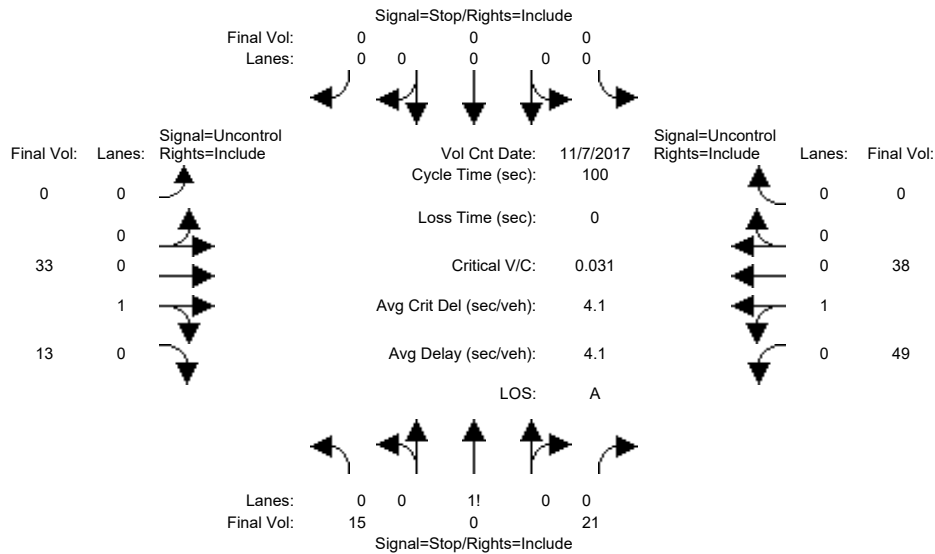 Signal=Stop/Rights=Include
Final Vol: 0 0 0
Lanes: 0 0 0 0 0
Signal=Uncontrol
Final Vol: Lanes: Rights=Include
Vol Cnt Date: 11/7/2017
Signal=Uncontrol
Rights=Include Lanes: Final Vol:
Cycle Time (sec): 100
0 0
0 0
Loss Time (sec): 0
0
0
33 0
Critical V/C: 0.031
0 38
1
Avg Crit Del (sec/veh): 4.1
1
13 0
Avg Delay (sec/veh): 4.1
0 49
LOS: A
Lanes: 0 0 1! 0 0
Final Vol: 15 0 21
Signal=Stop/Rights=Include